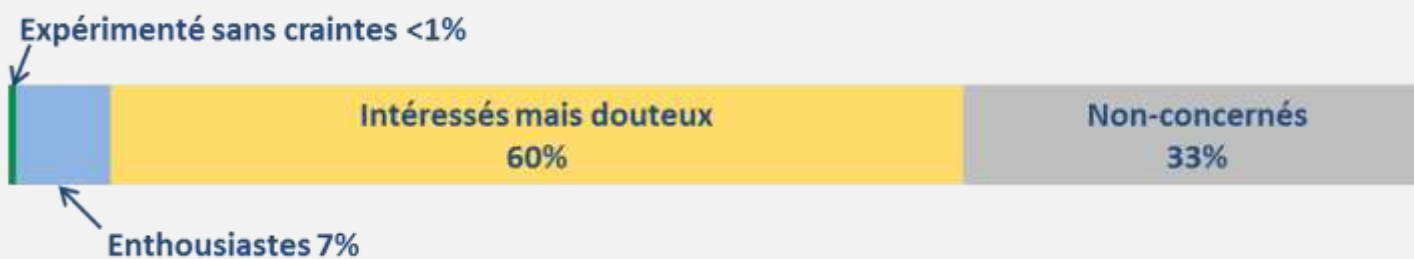 Expérimenté sans craintes <1%
Intéressés mais douteux
60%
Non-concernés
33%
Enthousiastes 7%